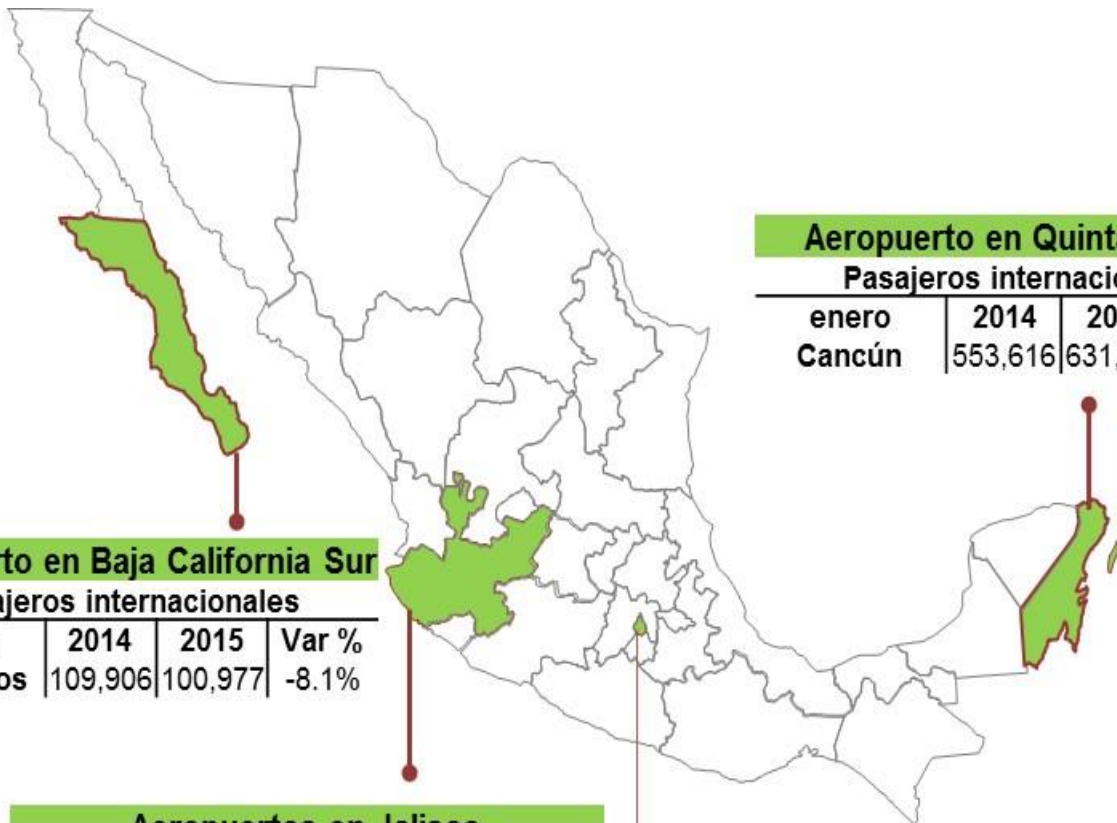 Aeropuerto en Quint
Pasajeros internacio
enero 2014 20
Cancún 553,616 631,
rto en Baja California Sur
ajeros internacionales
2014 2015 Var %
os 109,906 100,977 -8.1%
Aeropuertos en Jalisco